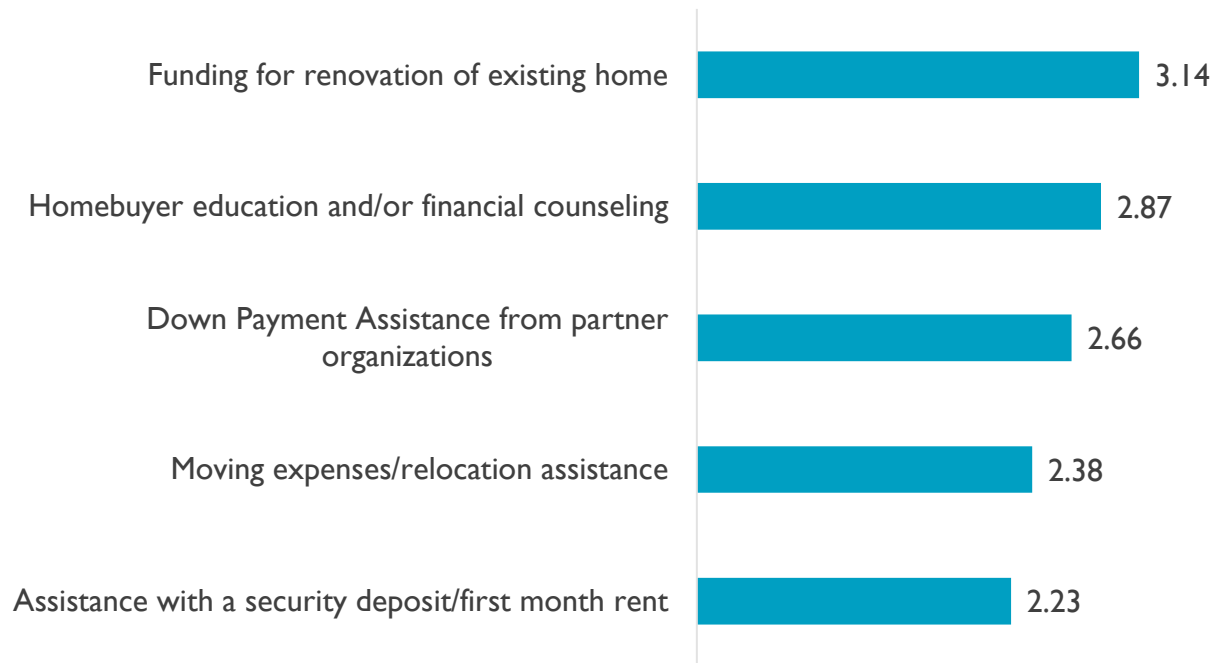 Funding for renovation of existing home
3.14
Homebuyer education and/or financial counseling
2.87
Down Payment Assistance from partner
organizations
2.66
Moving expenses/relocation assistance
2.38
Assistance with a security deposit/first month rent
2.23